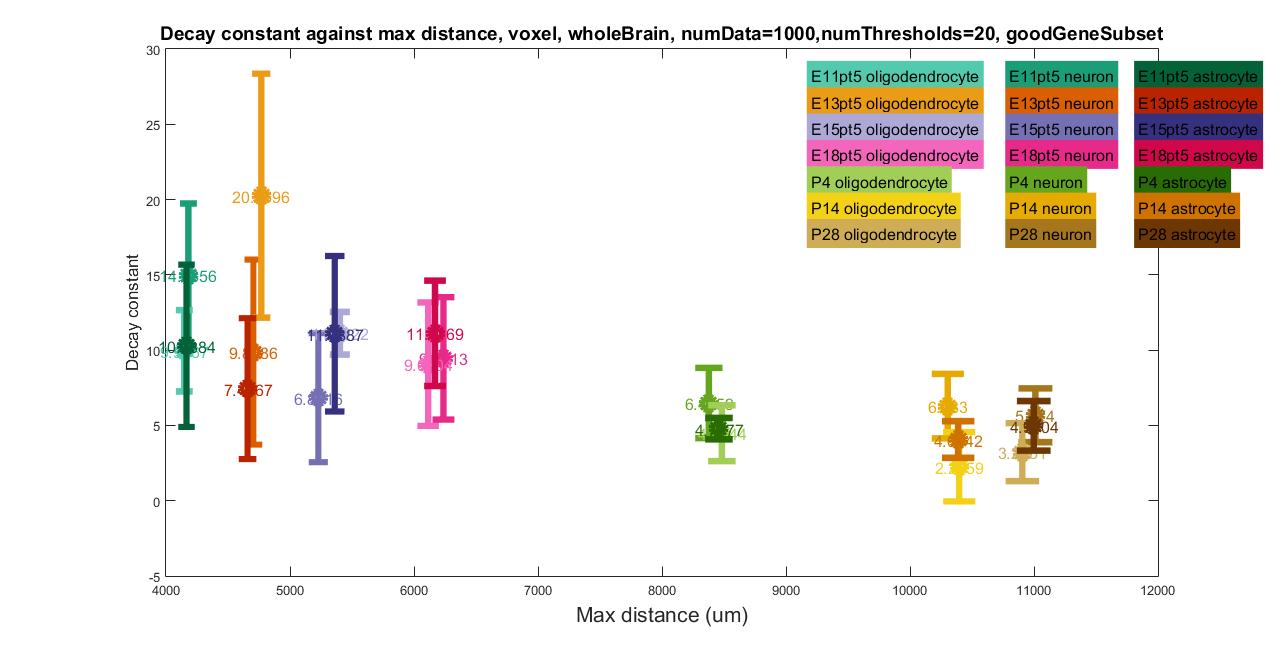 Decay constant against max distance, voxel, wholeBrain, numData=1000,numThresholds=20, goodGeneSubset
E11pt5 oligodendrocyte E11pt5 neuron E11pt5 astrocyte
E13pt5 oligodendrocyte E13pt5 neuron E13pt5 astrocyte
E15pt5 oligodendrocyte E15pt5 neuron E15pt5 astrocyte
E18pt5 oligodendrocyte E18pt5 neuron E18pt5 astrocyte
P4 oligodendrocyte P4 neuron P4 astrocyte
P14 oligodendrocyte P14 neuron P14 astrocyte
P28 oligodendrocyte P28 neuron P28 astrocyte
Decay constant
30
25
20
15
10
5
0
-5
4000 5000 6000 7000 8000 9000 10000 11000 12000
Max distance (um)